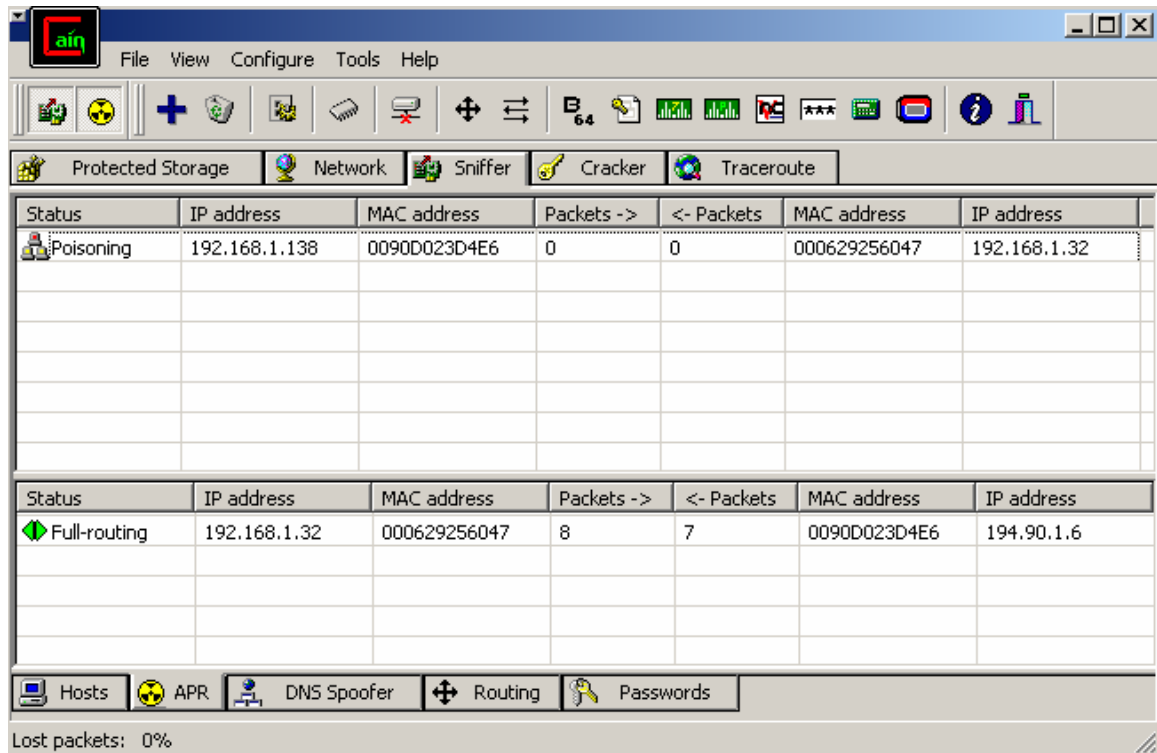 Cain
File View Configure Tools Help
B64
***
Protected Storage Network Sniffer Cracker Traceroute
Status IP address MAC address Packets -> <- Packets MAC address IP address
Poisoning 192.168.1.138 0090D023D4E6 0 0 000629256047 192.168.1.32
Status IP address MAC address Packets -> <- Packets MAC address IP address
Full-routing 192.168.1.32 000629256047 8 7 0090D023D4E6 194.90.1.6
Hosts APR DNS Spoofer Routing Passwords
Lost packets: 0%